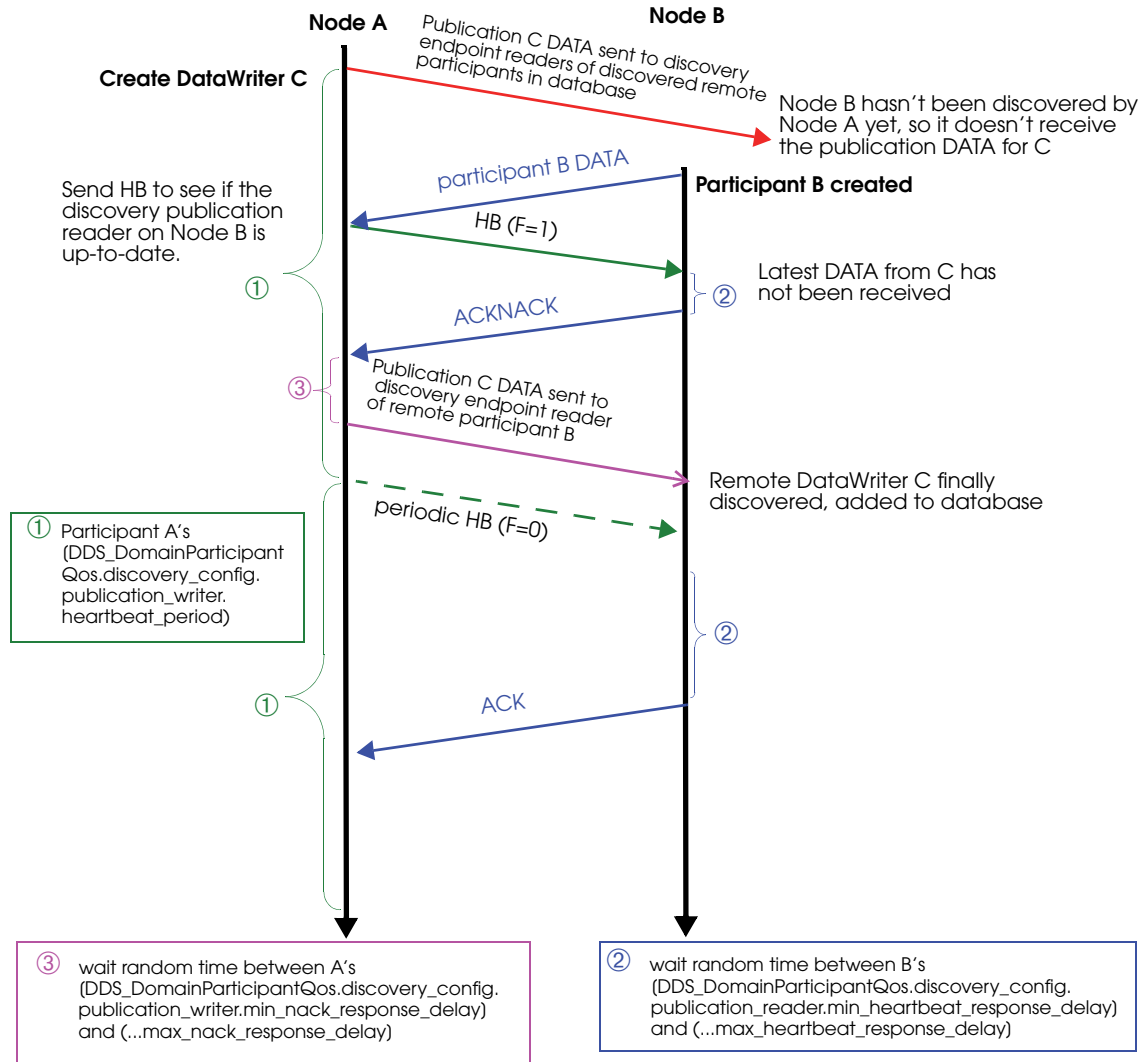 Node A
Node B
Create DataWriter C
Publication C DATA sent to discovery
endpoint readers of discovered remote
participants in database
Node B hasn't been discovered by
Node A yet, so it doesn't receive
the publication DATA for C
participant B DATA
Participant B created
Send HB to see if the
discovery publication
reader on Node B is
up-to-date.
HB (F=1)
①
Latest DATA from C has
not been received
②
ACKNACK
③
Publication C DATA sent to
discovery endpoint reader
of remote participant B
Remote DataWriter C finally
discovered, added to database
periodic HB (F=0)
① Participant A's
(DDS_DomainParticipant
Qos.discovery_config.
publication_writer.
heartbeat_period)
②
①
ACK
③ wait random time between A's
(DDS_DomainParticipantQos.discovery_config.
publication_writer.min_nack_response_delay)
and (...max_nack_response_delay)
② wait random time between B's
(DDS_DomainParticipantQos.discovery_config.
publication_reader.min_heartbeat_response_delay)
and (...max_heartbeat_response_delay)